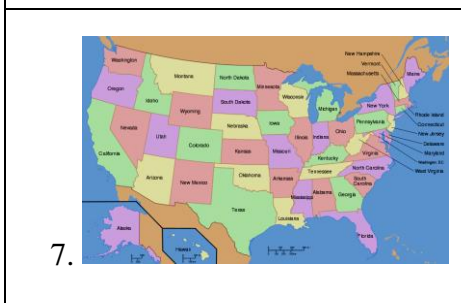 New Hampshire
Vermont
Massachusetts
Washington
Montana
North Dakota
Minnesota
Maine
Oregon
Idaho
Wyoming
South Dakota
Wisconsin
Michigan
New York
Rhode Island
Connecticut
New Jersey
Delaware
Maryland
Washington, D.C.
West Virginia
Nevada
Utah
Colorado
Nebraska
Iowa
Illinois
Indiana
Ohio
Pennsylvania
California
Kansas
Missouri
Kentucky
Virginia
Arizona
New Mexico
Oklahoma
Arkansas
Tennessee
North Carolina
South Carolina
Texas
Louisiana
Mississippi
Alabama
Georgia
Florida
Alaska
Hawaii
7.